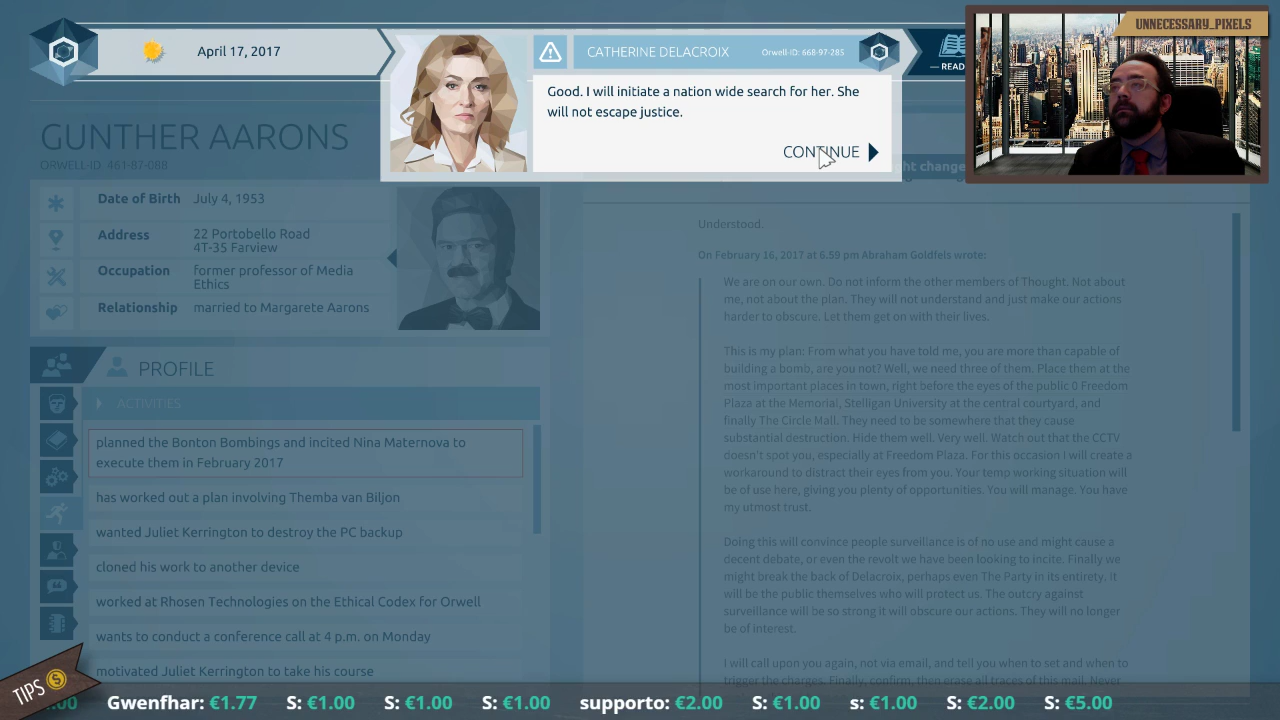 April 17, 2017
CATHERINE DELACROIX
Orwell-ID: 668-97-285
— READ
UNNECESSARY_PIXELS
Good. I will initiate a nation wide search for her. She
will not escape justice.
CONTINUE
GUNTHER AARONS
ORWELL-ID: 461-87-088
Date of Birth July 4, 1953
Address 22 Portobello Road
4T-35 Farview
Occupation former professor of Media
Ethics
Relationship married to Margarete Aarons
PROFILE
ACTIVITIES
planned the Bonton Bombings and incited Nina Maternova to
execute them in February 2017
has worked out a plan involving Themba van Biljon
wanted Juliet Kerrington to destroy the PC backup
cloned his work to another device
worked at Rhosen Technologies on the Ethical Codex for Orwell
wants to conduct a conference call at 4 p.m. on Monday
motivated Juliet Kerrington to take his course
ght change
Understood.
On February 16, 2017 at 6.59 pm Abraham Goldfels wrote:
We are on our own. Do not inform the other members of Thought. Not about
me, not about the plan. They will not understand and just make our actions
harder to obscure. Let them get on with their lives.
This is my plan: From what you have told me, you are more than capable of
building a bomb, are you not? Well, we need three of them. Place them at the
most important places in town, right before the eyes of the public 0 Freedom
Plaza at the Memorial, Stelligan University at the central courtyard, and
finally The Circle Mall. They need to be somewhere that they cause
substantial destruction. Hide them well. Very well. Watch out that the CCTV
doesn't spot you, especially at Freedom Plaza. For this occasion I will create a
workaround to distract their eyes from you. Your temp working situation will
be of use here, giving you plenty of opportunities. You will manage. You have
my utmost trust.
Doing this will convince people surveillance is of no use and might cause a
decent debate, or even the revolt we have been looking to incite. Finally we
might break the back of Delacroix, perhaps even The Party in its entirety. It
will be the public themselves who will protect us. The outcry against
surveillance will be so strong it will obscure our actions. They will no longer
be of interest.
I will call upon you again, not via email, and tell you when to set and when to
trigger the charges. Finally, confirm, then erase all traces of this mail. Never
TIPS
.00 Gwenfhar: €1.77 S: €1.00 S: €1.00 S: €1.00 supporto: €2.00 S: €1.00 s: €1.00 S: €2.00 S: €5.00